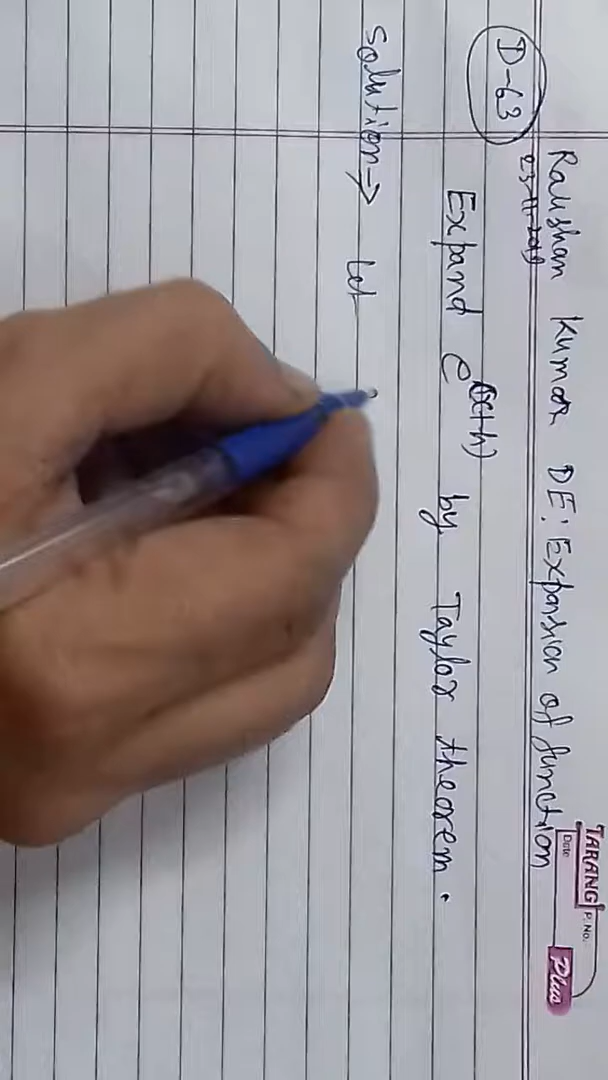 Raushan Kumar DE: Expansion of function
TARANG
P. No.
Date
Plus
D-63
Expand e^(x+h) by Taylor theorem.
Solution⇒ Let